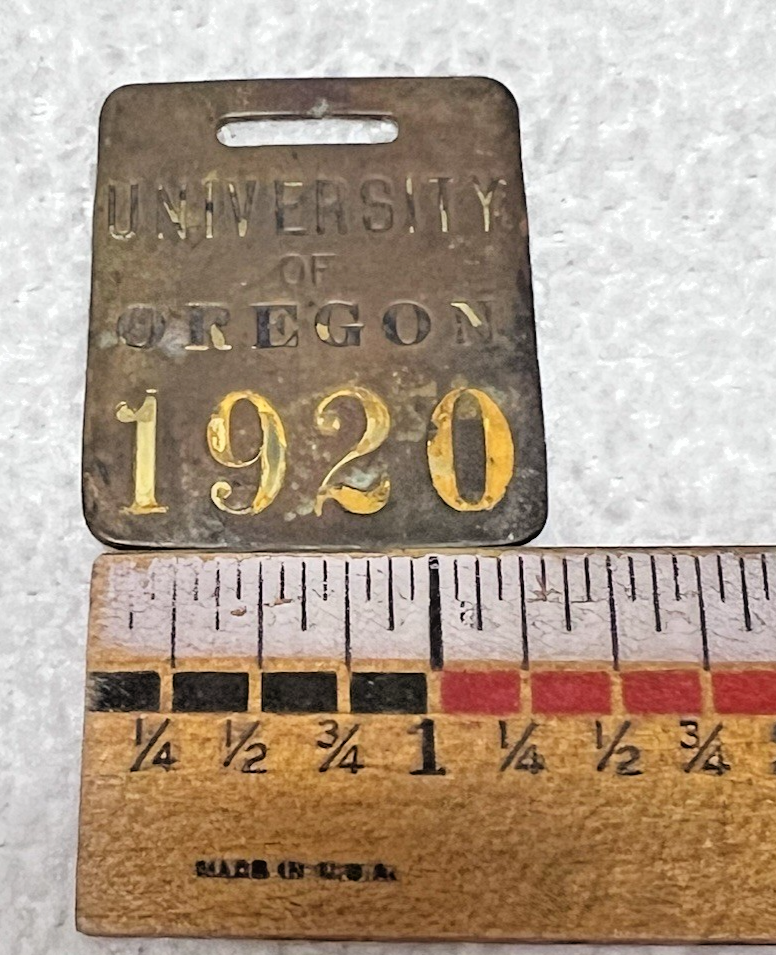 UNIVERSITY
OF
OREGON
1920
1/4 1/2 3/4 1 1/4 1/2 3/4
MADE IN U.S.A.